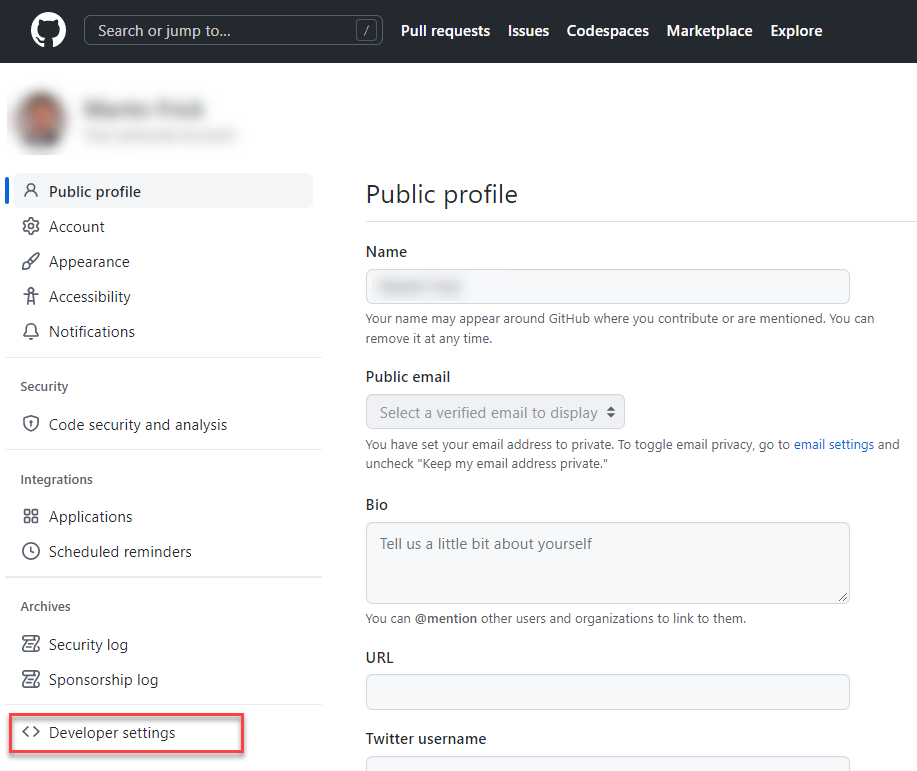 Search or jump to... /
Pull requests
Issues
Codespaces
Marketplace
Explore
Public profile
Account
Appearance
Accessibility
Notifications
Security
Code security and analysis
Integrations
Applications
Scheduled reminders
Archives
Security log
Sponsorship log
Developer settings
Public profile
Name
Your name may appear around GitHub where you contribute or are mentioned. You can
remove it at any time.
Public email
Select a verified email to display
You have set your email address to private. To toggle email privacy, go to email settings and
uncheck "Keep my email address private."
Bio
Tell us a little bit about yourself
You can @mention other users and organizations to link to them.
URL
Twitter username